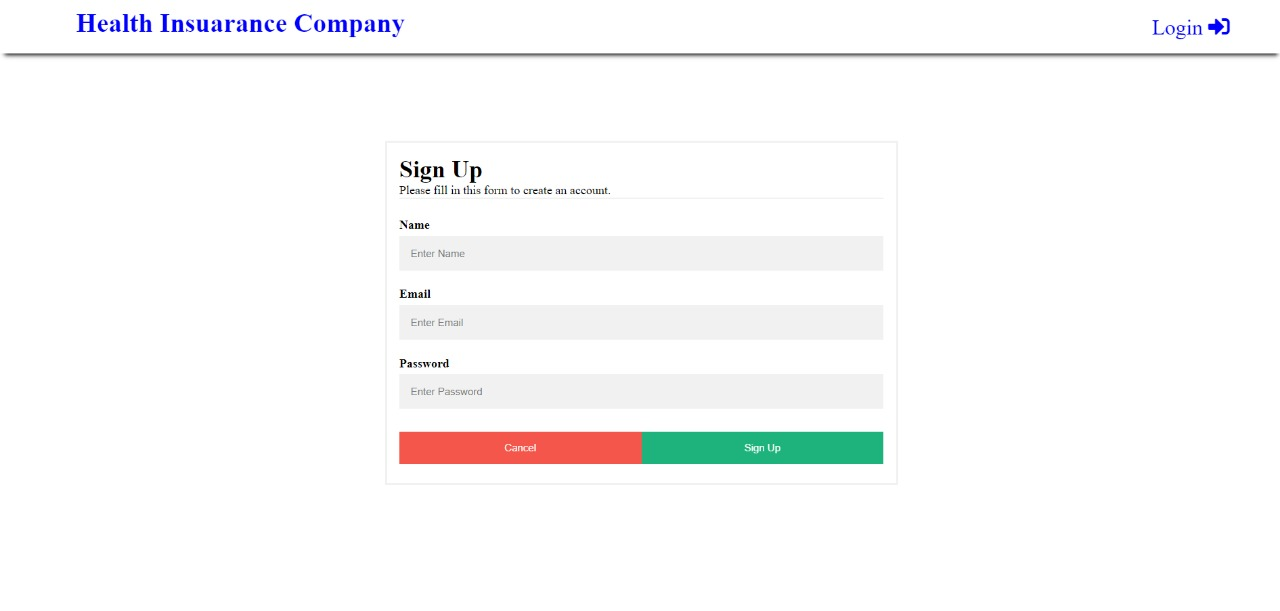 Health Insuarance Company
Login
Sign Up
Please fill in this form to create an account.
Name
Enter Name
Email
Enter Email
Password
Enter Password
Cancel Sign Up